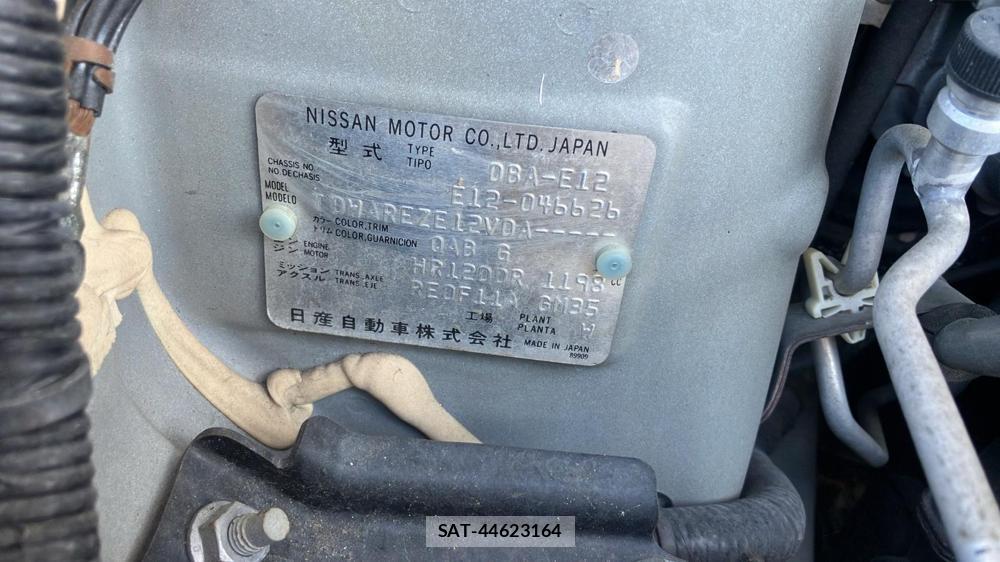 NISSAN MOTOR CO.,LTD. JAPAN
型式 TYPE TIPO DBA-E12
CHASSIS NO. NO.DECHASIS E12-046626
MODEL MODELO TDWAREZE12VDA-----
カラー COLOR,TRIM
トリム COLOR,GUARNICION QAB G
エンジン ENGINE MOTOR HR12DDR 1198 CC
ミッション TRANS.AXLE
アクスル TRANS.EJE RE0F11X GM35
工場 PLANT PLANTA W
日産自動車株式会社 MADE IN JAPAN
89909
SAT-44623164